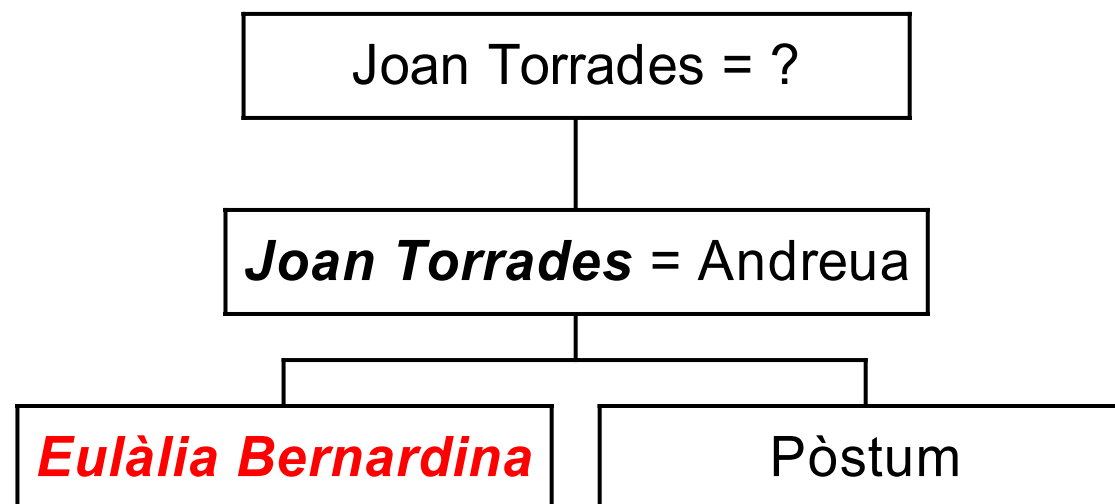 Joan Torrades = ?
Joan Torrades = Andreua
Eulàlia Bernardina
Pòstum